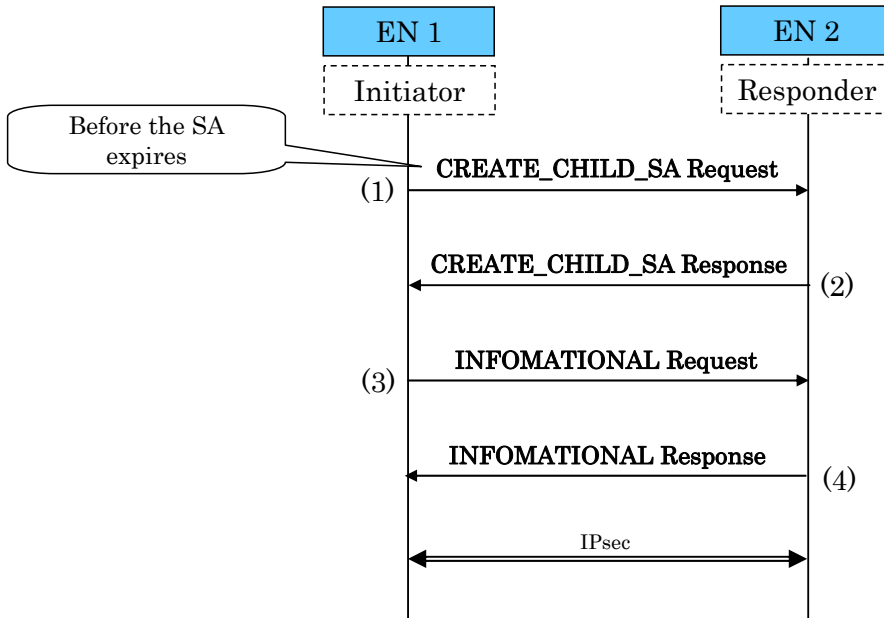 EN 1
EN 2
Initiator
Responder
Before the SA
expires
CREATE_CHILD_SA Request
(1)
CREATE_CHILD_SA Response
(2)
INFOMATIONAL Request
(3)
INFOMATIONAL Response
(4)
IPsec